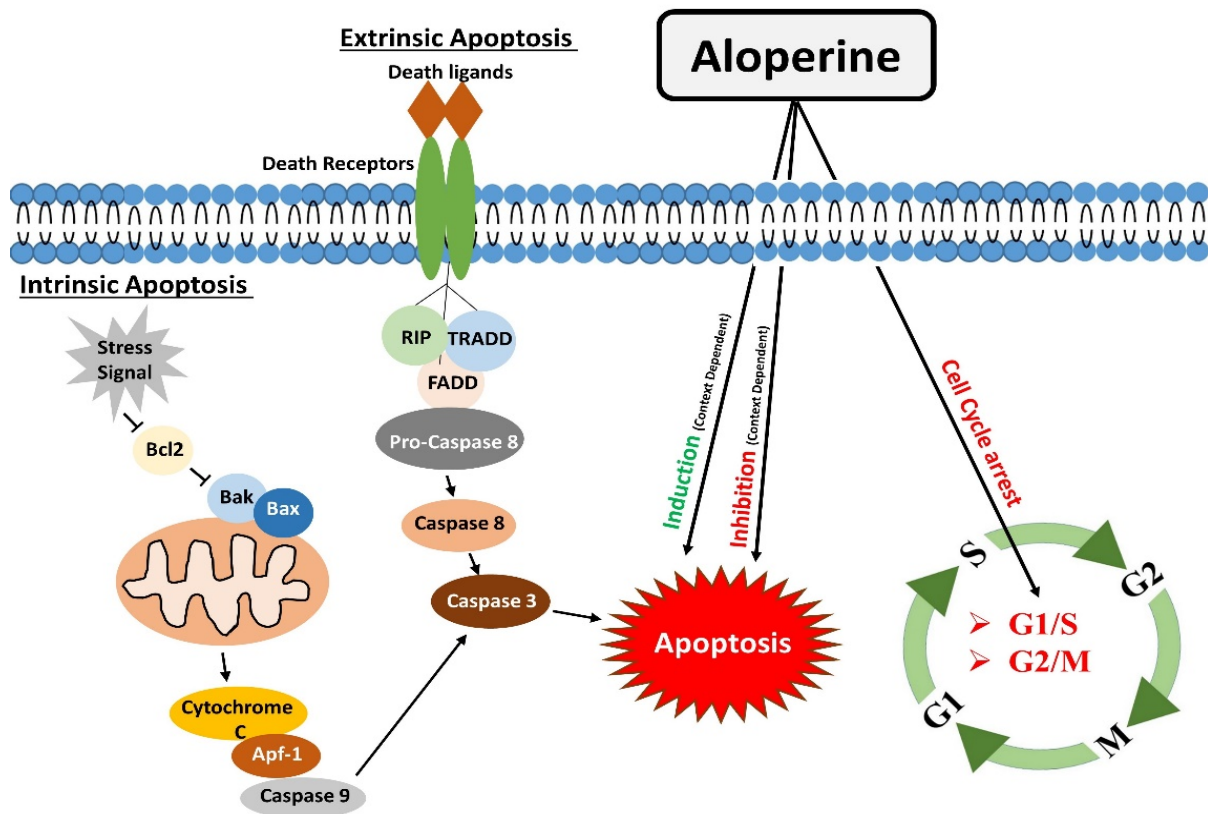 Extrinsic Apoptosis
Death ligands
Aloperine
Death Receptors
Intrinsic Apoptosis
Stress
Signal
RIP
TRADD
FADD
Bcl2
Pro-Caspase 8
Bak
Bax
Caspase 8
Caspase 3
Cytochrome
C
Apf-1
Caspase 9
Induction (Context Dependent)
Inhibition (Context Dependent)
Apoptosis
Cell Cycle arrest
S
G2
➢ G1/S
➢ G2/M
G1
M